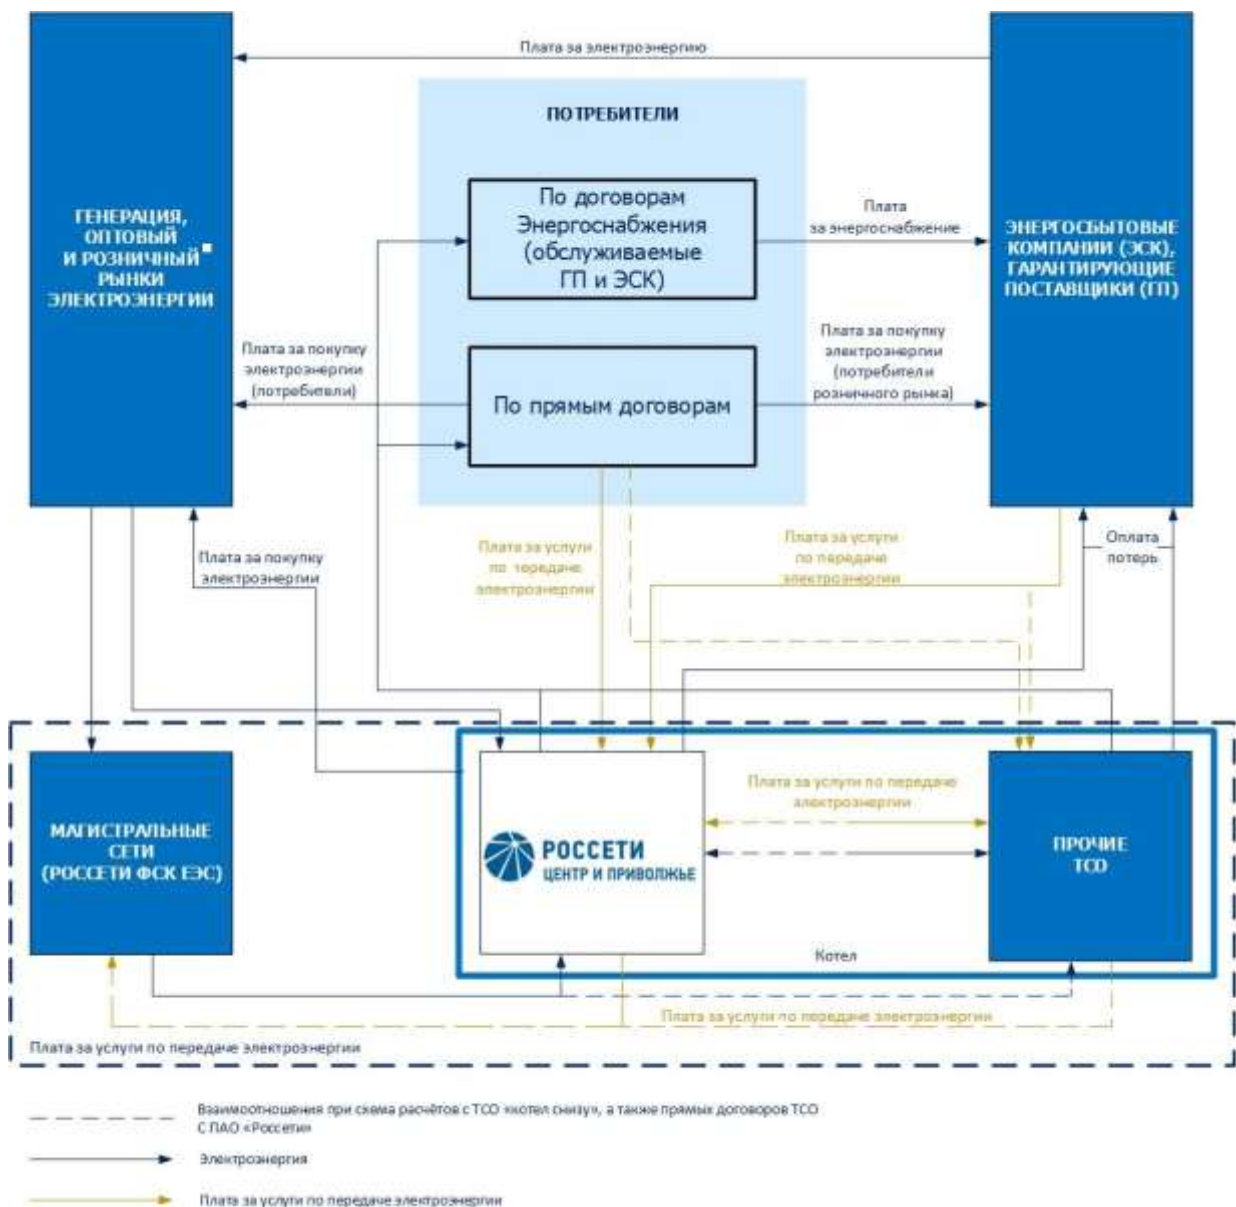 Плата за электроэнергию
ПОТРЕБИТЕЛИ
По договорам
Энергоснабжения
(обслуживаемые
ГП и ЭСК)
Плата
за энергоснабжение
ГЕНЕРАЦИЯ,
ОПТОВЫЙ
И РОЗНИЧНЫЙ
РЫНКИ
ЭЛЕКТРОЭНЕРГИИ
ЭНЕРГОСБЫТОВЫЕ
КОМПАНИИ (ЭСК),
ГАРАНТИРУЮЩИЕ
ПОСТАВЩИКИ (ГП)
Плата за покупку
электроэнергии
(потребители)
По прямым договорам
Плата за покупку
электроэнергии
(потребители
розничного рынка)
Плата за покупку
электроэнергии
Плата за услуги
по передаче
электроэнергии
Плата за услуги
по передаче
электроэнергии
Оплата
потерь
МАГИСТРАЛЬНЫЕ
СЕТИ
(РОССЕТИ ФСК ЕЭС)
РОССЕТИ
ЦЕНТР И ПРИВОЛЖЬЕ
Плата за услуги по передаче
электроэнергии
ПРОЧИЕ
ТСО
Котел
Плата за услуги по передаче электроэнергии
Плата за услуги по передаче электроэнергии
Взаимоотношения при схема расчётов с ТСО «котел снизу», а также прямых договоров ТСО
С ПАО «Россети»
Электроэнергия
Плата за услуги по передаче электроэнергии